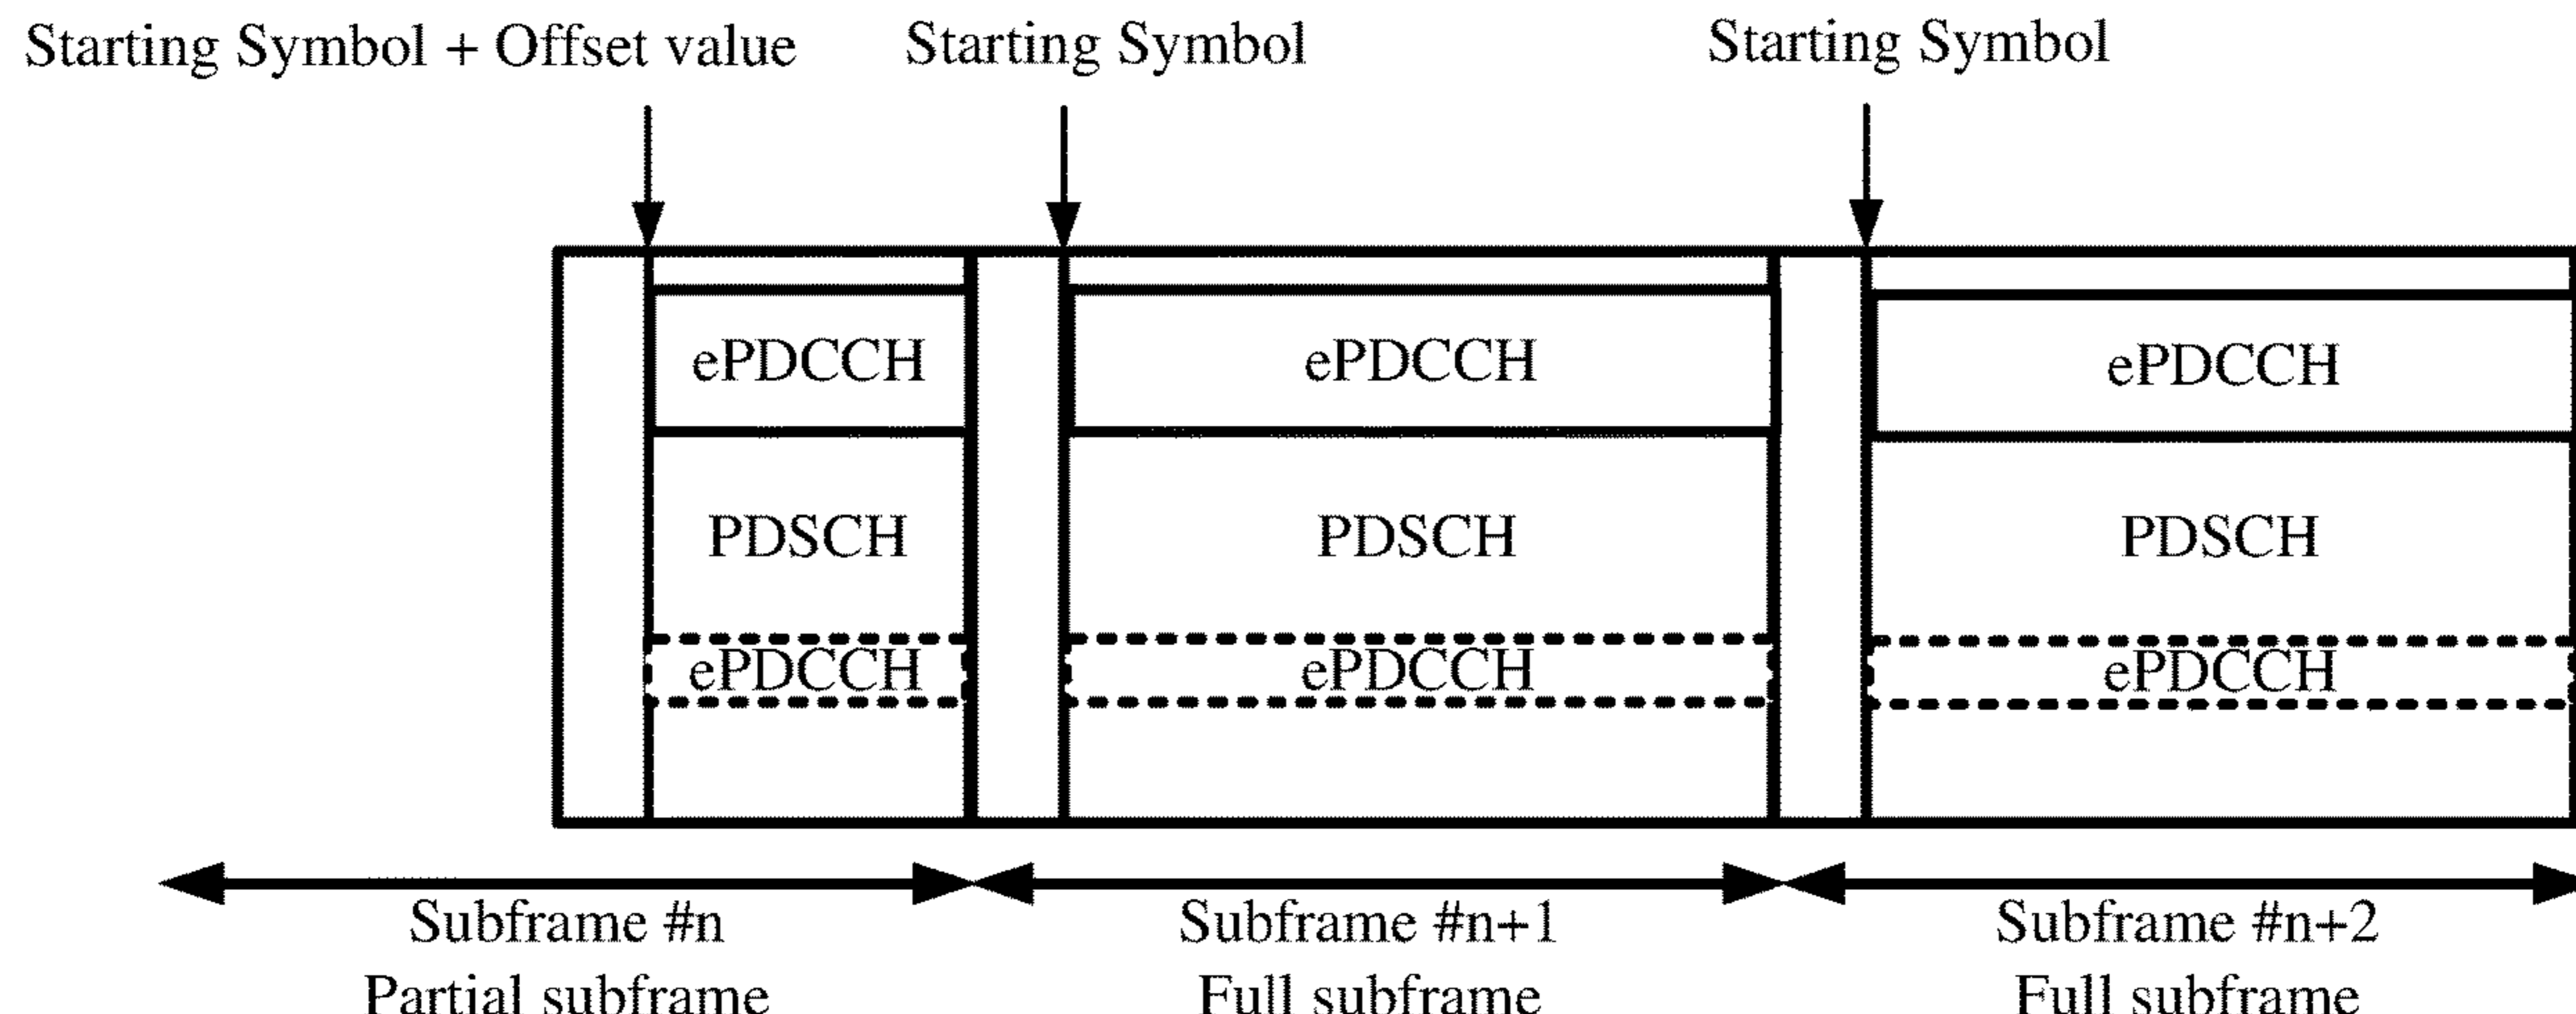 Starting Symbol + Offset value
Starting Symbol
Starting Symbol
ePDCCH
ePDCCH
ePDCCH
PDSCH
PDSCH
PDSCH
ePDCCH
ePDCCH
ePDCCH
Subframe #n
Subframe #n+1
Subframe #n+2
Partial subframe
Full subframe
Full subframe